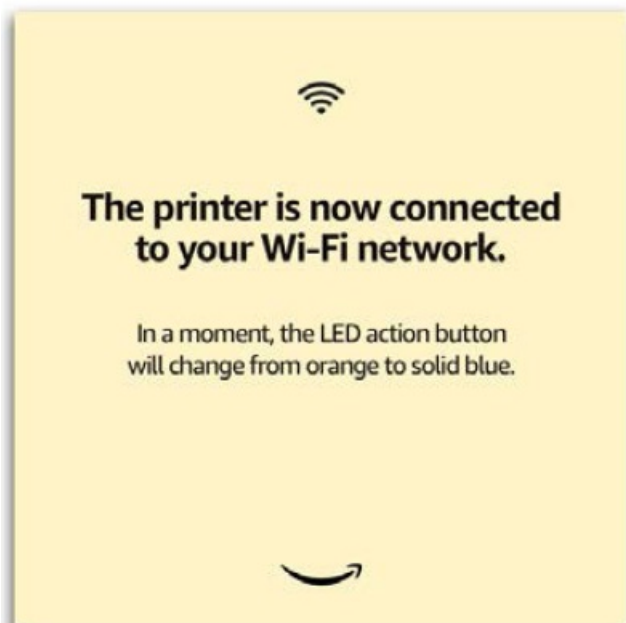 The printer is now connected
to your Wi-Fi network.
In a moment, the LED action button
will change from orange to solid blue.